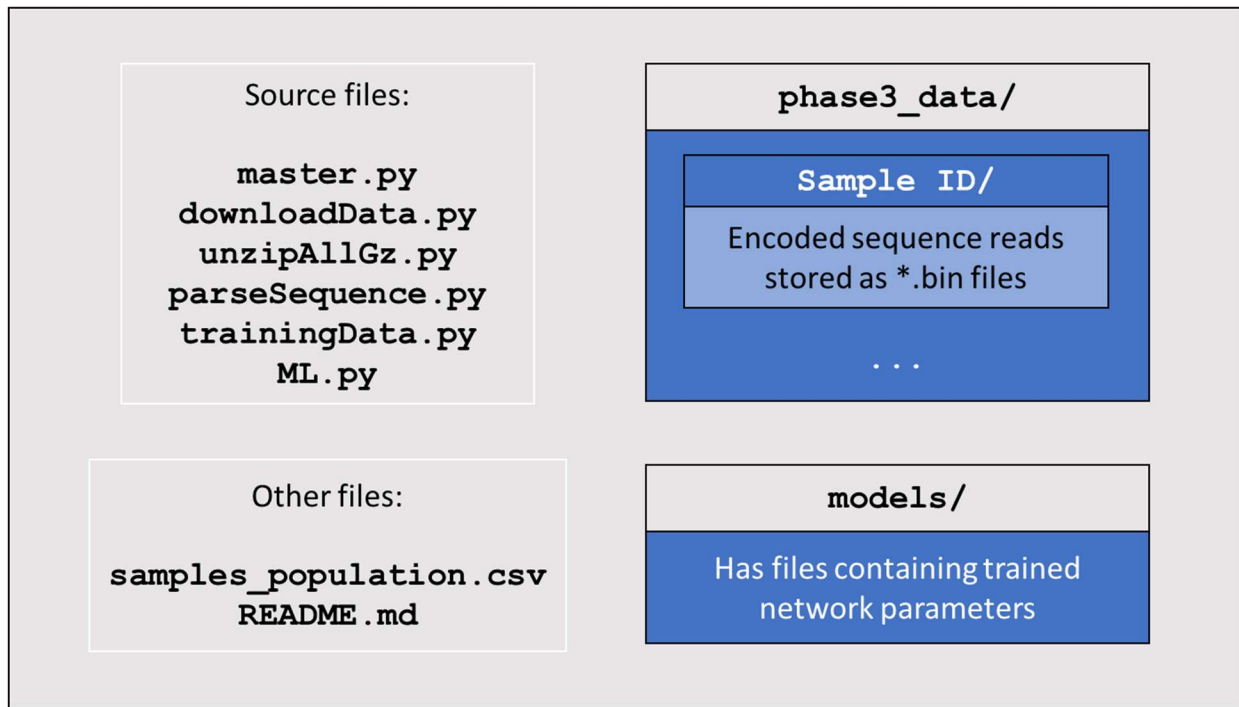 Source files:
master.py
downloadData.py
unzipAllGz.py
parseSequence.py
trainingData.py
ML.py
phase3_data/
Sample ID/
Encoded sequence reads
stored as *.bin files
. . .
Other files:
samples_population.csv
README.md
models/
Has files containing trained
network parameters